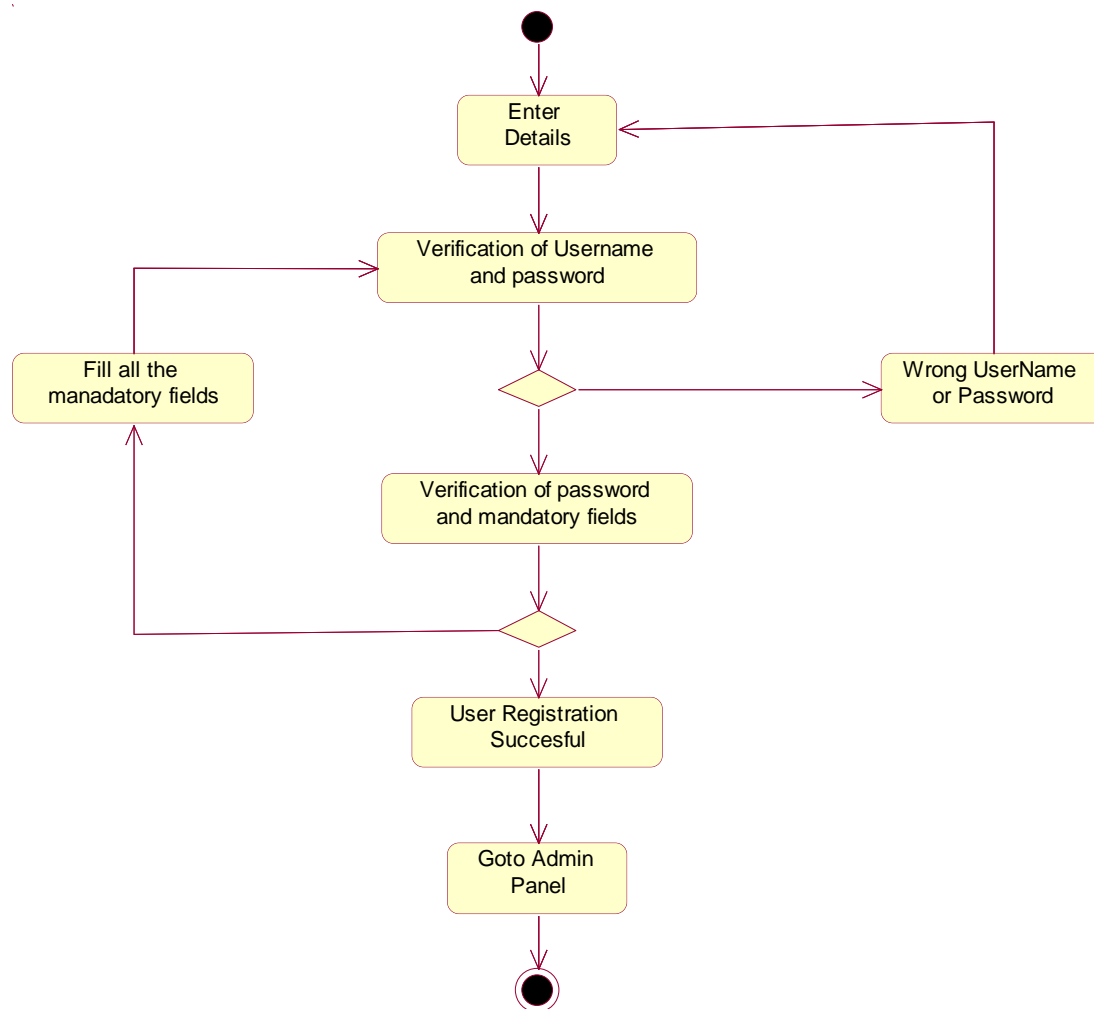 Enter
Details
Verification of Username
and password
Fill all the
manadatory fields
Wrong UserName
or Password
Verification of password
and mandatory fields
User Registration
Succesful
Goto Admin
Panel